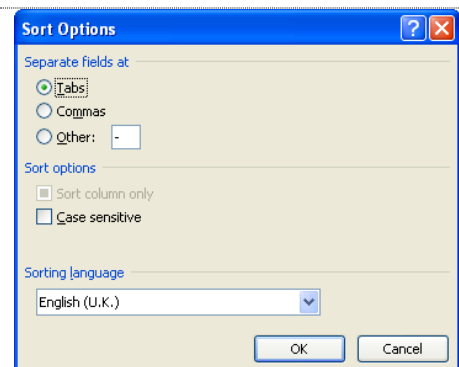 Sort Options
Separate fields at
Tabs
Commas
Other: -
Sort options
Sort column only
Case sensitive
Sorting language
English (U.K.)
OK Cancel